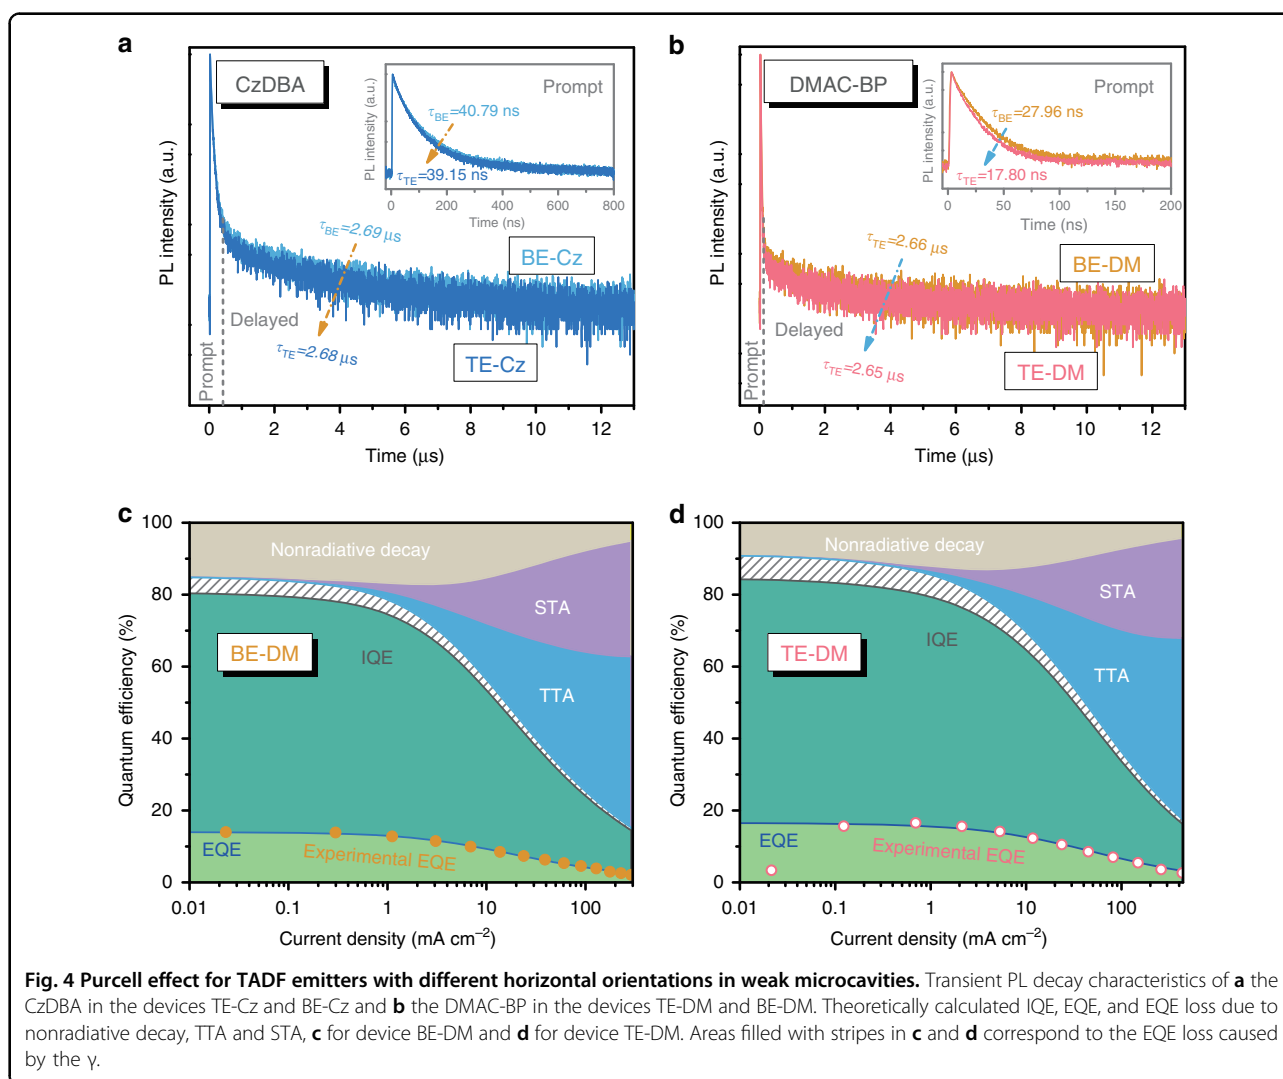 a
CzDBA
PL intensity (a.u.)
Time (μs)
0 2 4 6 8 10 12
Prompt
Delayed
τBE=2.69 μs
τTE=2.68 μs
BE-Cz
TE-Cz
Prompt
PL intensity (a.u.)
τBE=40.79 ns
τTE=39.15 ns
0 200 400 600 800
Time (ns)
b
DMAC-BP
PL intensity (a.u.)
Time (μs)
0 2 4 6 8 10 12
Prompt
Delayed
τTE=2.66 μs
τTE=2.65 μs
BE-DM
TE-DM
Prompt
PL intensity (a.u.)
τBE=27.96 ns
τTE=17.80 ns
0 50 100 150 200
Time (ns)
c
Quantum efficiency (%)
100
80
60
40
20
0
Nonradiative decay
STA
TTA
IQE
BE-DM
EQE
Experimental EQE
0.01 0.1 1 10 100
Current density (mA cm−2)
d
Quantum efficiency (%)
100
80
60
40
20
0
Nonradiative decay
STA
TTA
IQE
TE-DM
EQE
Experimental EQE
0.01 0.1 1 10 100
Current density (mA cm−2)
Fig. 4 Purcell effect for TADF emitters with different horizontal orientations in weak microcavities. Transient PL decay characteristics of a the
CzDBA in the devices TE-Cz and BE-Cz and b the DMAC-BP in the devices TE-DM and BE-DM. Theoretically calculated IQE, EQE, and EQE loss due to
nonradiative decay, TTA and STA, c for device BE-DM and d for device TE-DM. Areas filled with stripes in c and d correspond to the EQE loss caused
by the γ.